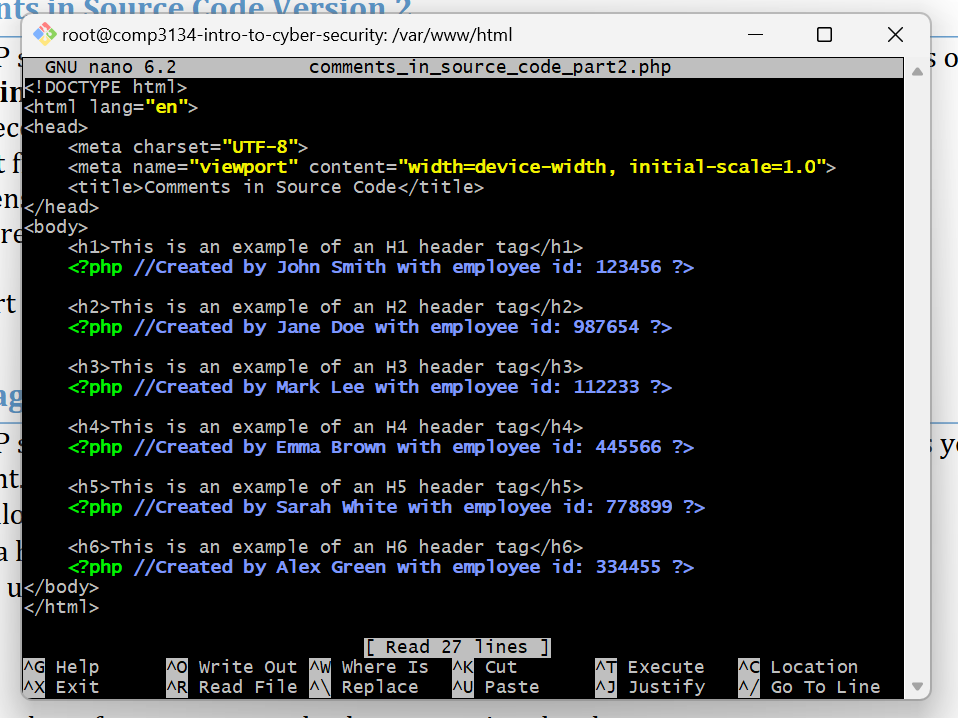 nts in Source Code Version 2
root@comp3134-intro-to-cyber-security: /var/www/html
GNU nano 6.2 comments_in_source_code_part2.php
<!DOCTYPE html>
<html lang="en">
<head>
    <meta charset="UTF-8">
    <meta name="viewport" content="width=device-width, initial-scale=1.0">
    <title>Comments in Source Code</title>
</head>
<body>
    <h1>This is an example of an H1 header tag</h1>
    <?php //Created by John Smith with employee id: 123456 ?>
    <h2>This is an example of an H2 header tag</h2>
    <?php //Created by Jane Doe with employee id: 987654 ?>
    <h3>This is an example of an H3 header tag</h3>
    <?php //Created by Mark Lee with employee id: 112233 ?>
    <h4>This is an example of an H4 header tag</h4>
    <?php //Created by Emma Brown with employee id: 445566 ?>
    <h5>This is an example of an H5 header tag</h5>
    <?php //Created by Sarah White with employee id: 778899 ?>
    <h6>This is an example of an H6 header tag</h6>
    <?php //Created by Alex Green with employee id: 334455 ?>
</body>
</html>
[ Read 27 lines ]
^G Help ^O Write Out ^W Where Is ^K Cut ^T Execute ^C Location
^X Exit ^R Read File ^\ Replace ^U Paste ^J Justify ^/ Go To Line